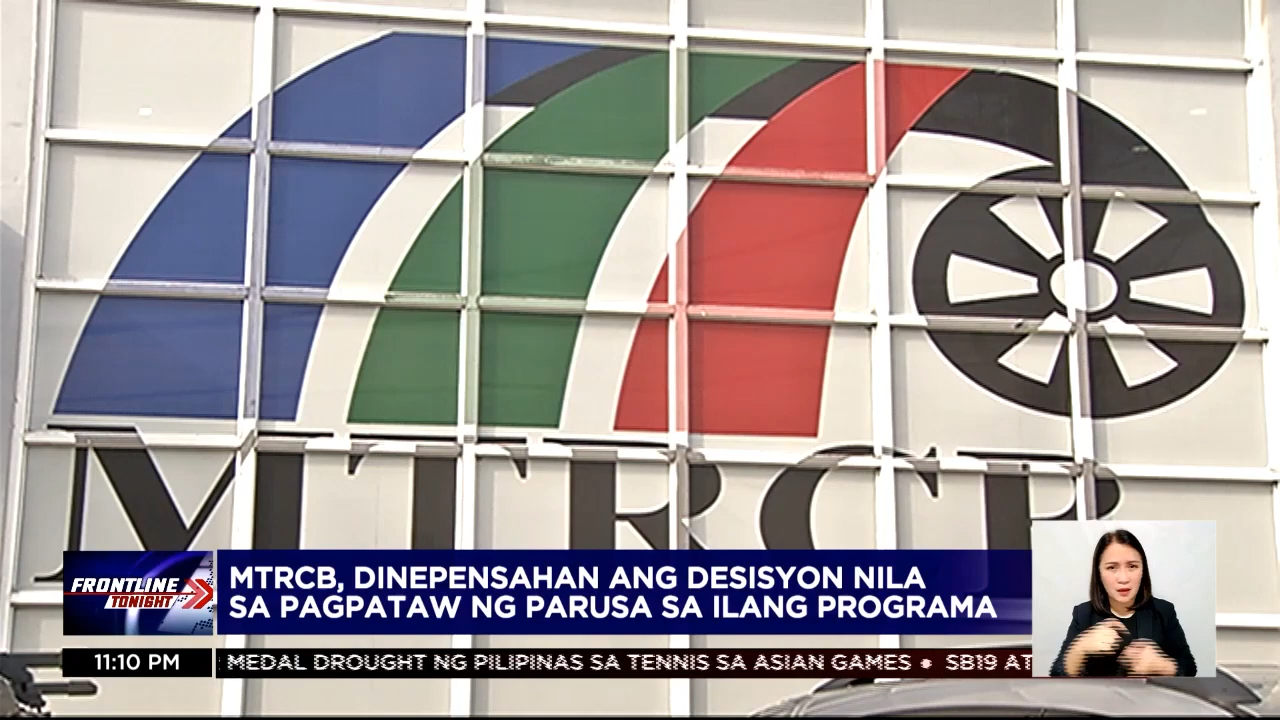 MTRCB
FRONTLINE
TONIGHT
MTRCB, DINEPENSAHAN ANG DESISYON NILA
SA PAGPATAW NG PARUSA SA ILANG PROGRAMA
11:10 PM
MEDAL DROUGHT NG PILIPINAS SA TENNIS SA ASIAN GAMES • SB19 AT